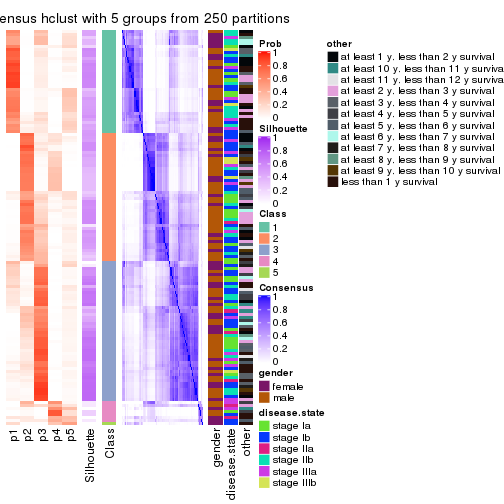 ensus hclust with 5 groups from 250 partitions
Prob
1
0.8
0.6
0.4
0.2
0
Silhouette
1
0.8
0.6
0.4
0.2
0
Class
1
2
3
4
5
Consensus
1
0.8
0.6
0.4
0.2
0
gender
female
male
disease.state
stage Ia
stage Ib
stage IIa
stage IIb
stage IIIa
stage IIIb
other
at least 1 y. less than 2 y survival
at least 10 y. less than 11 y survival
at least 11 y. less than 12 y survival
at least 2 y. less than 3 y survival
at least 3 y. less than 4 y survival
at least 4 y. less than 5 y survival
at least 5 y. less than 6 y survival
at least 6 y. less than 7 y survival
at least 7 y. less than 8 y survival
at least 8 y. less than 9 y survival
at least 9 y. less than 10 y survival
less than 1 y survival
p1
p2
p3
p4
p5
Silhouette
Class
gender
disease.state
other